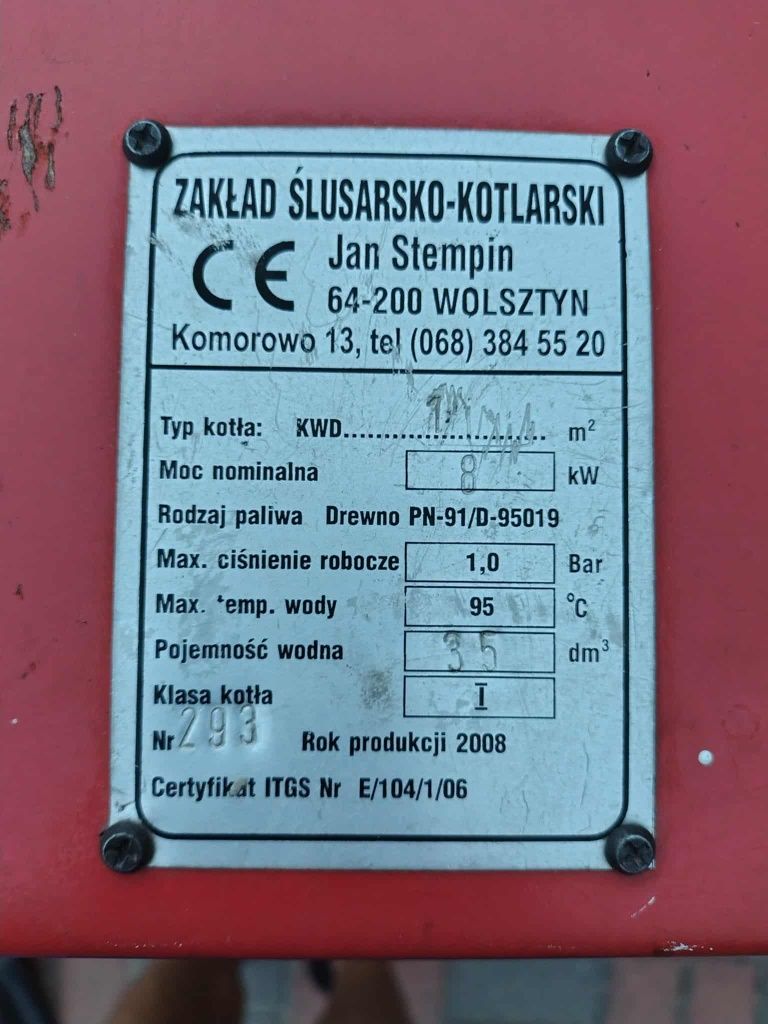 ZAKŁAD ŚLUSARSKO-KOTLARSKI
CE Jan Stempin
64-200 WOLSZTYN
Komorowo 13, tel (068) 384 55 20
Typ kotła: KWD........................... m²
Moc nominalna 8 kW
Rodzaj paliwa Drewno PN-91/D-95019
Max. ciśnienie robocze 1,0 Bar
Max. temp. wody 95 °C
Pojemność wodna 35 dm³
Klasa kotła I
Nr 293 Rok produkcji 2008
Certyfikat ITGS Nr E/104/1/06